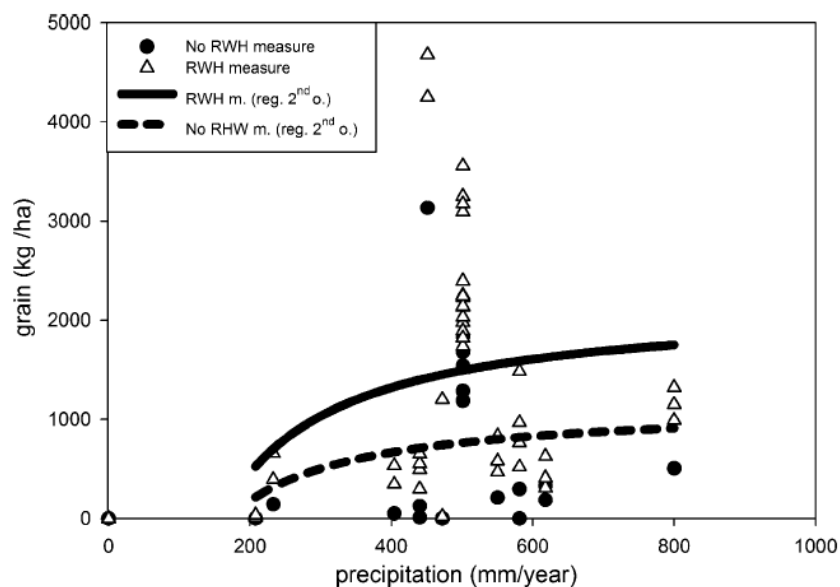 5000
4000
3000
2000
1000
0
grain (kg /ha)
No RWH measure
RWH measure
RWH m. (reg. 2nd o.)
No RHW m. (reg. 2nd o.)
0 200 400 600 800 1000
precipitation (mm/year)